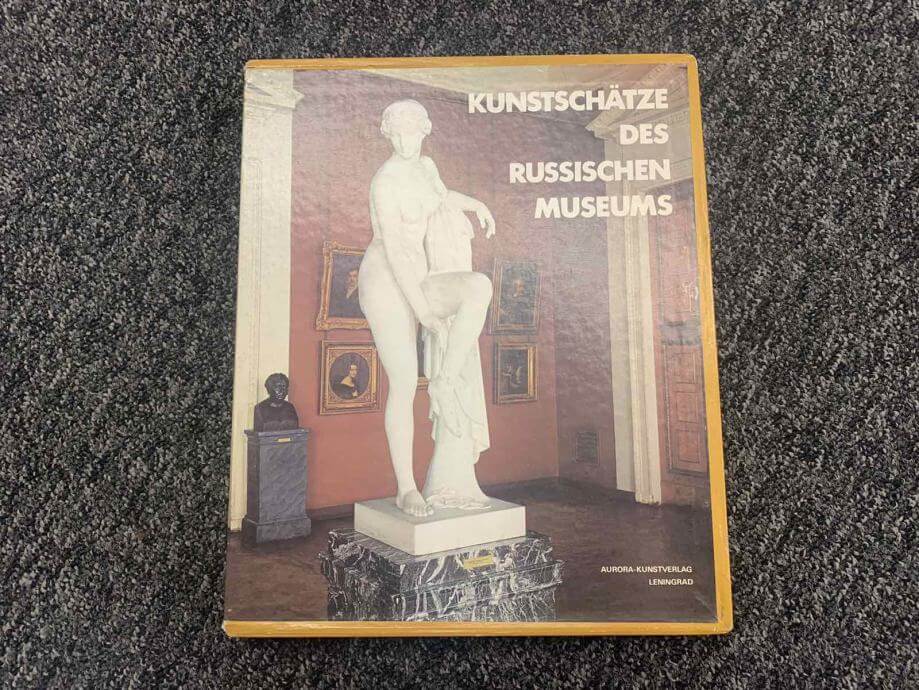 KUNSTSCHÄTZE
DES
RUSSISCHEN
MUSEUMS
AURORA-KUNSTVERLAG
LENINGRAD